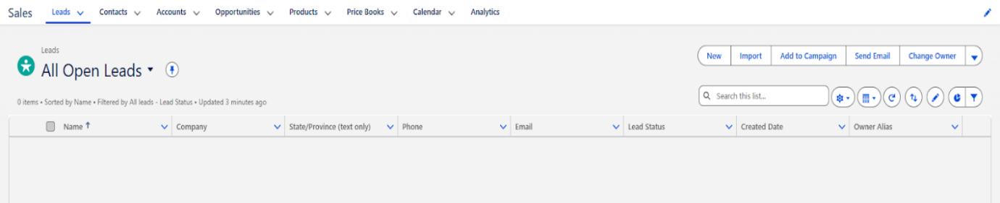 Sales Leads Contacts Accounts Opportunities Products Price Books Calendar Analytics
Leads
All Open Leads
New Import Add to Campaign Send Email Change Owner
0 items • Sorted by Name • Filtered by All leads - Lead Status • Updated 3 minutes ago
Search this list...
Name Company State/Province (text only) Phone Email Lead Status Created Date Owner Alias